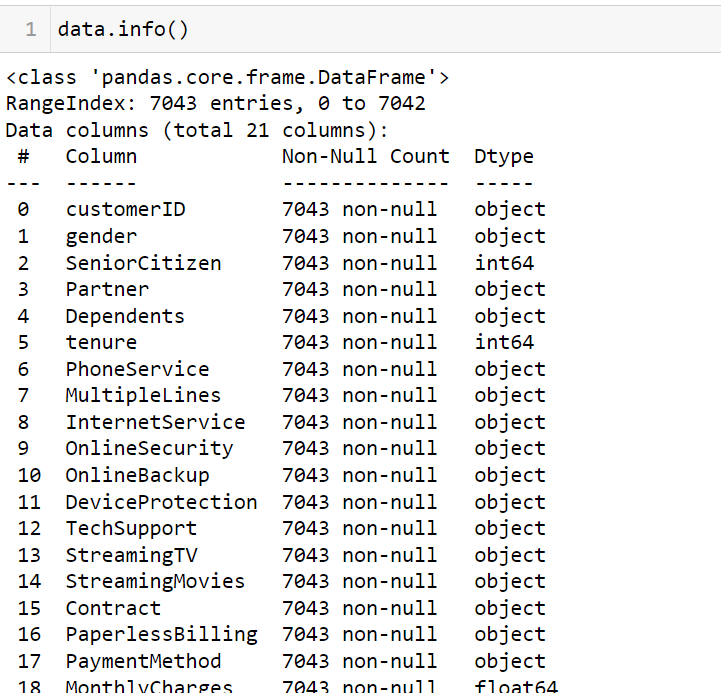 1 data.info()
<class 'pandas.core.frame.DataFrame'>
RangeIndex: 7043 entries, 0 to 7042
Data columns (total 21 columns):
 #   Column            Non-Null Count  Dtype
---  ------            --------------  -----
 0   customerID        7043 non-null   object
 1   gender            7043 non-null   object
 2   SeniorCitizen     7043 non-null   int64
 3   Partner           7043 non-null   object
 4   Dependents        7043 non-null   object
 5   tenure            7043 non-null   int64
 6   PhoneService      7043 non-null   object
 7   MultipleLines     7043 non-null   object
 8   InternetService   7043 non-null   object
 9   OnlineSecurity    7043 non-null   object
 10  OnlineBackup      7043 non-null   object
 11  DeviceProtection  7043 non-null   object
 12  TechSupport       7043 non-null   object
 13  StreamingTV       7043 non-null   object
 14  StreamingMovies   7043 non-null   object
 15  Contract          7043 non-null   object
 16  PaperlessBilling  7043 non-null   object
 17  PaymentMethod     7043 non-null   object
 18  MonthlyCharges    7043 non-null   float64